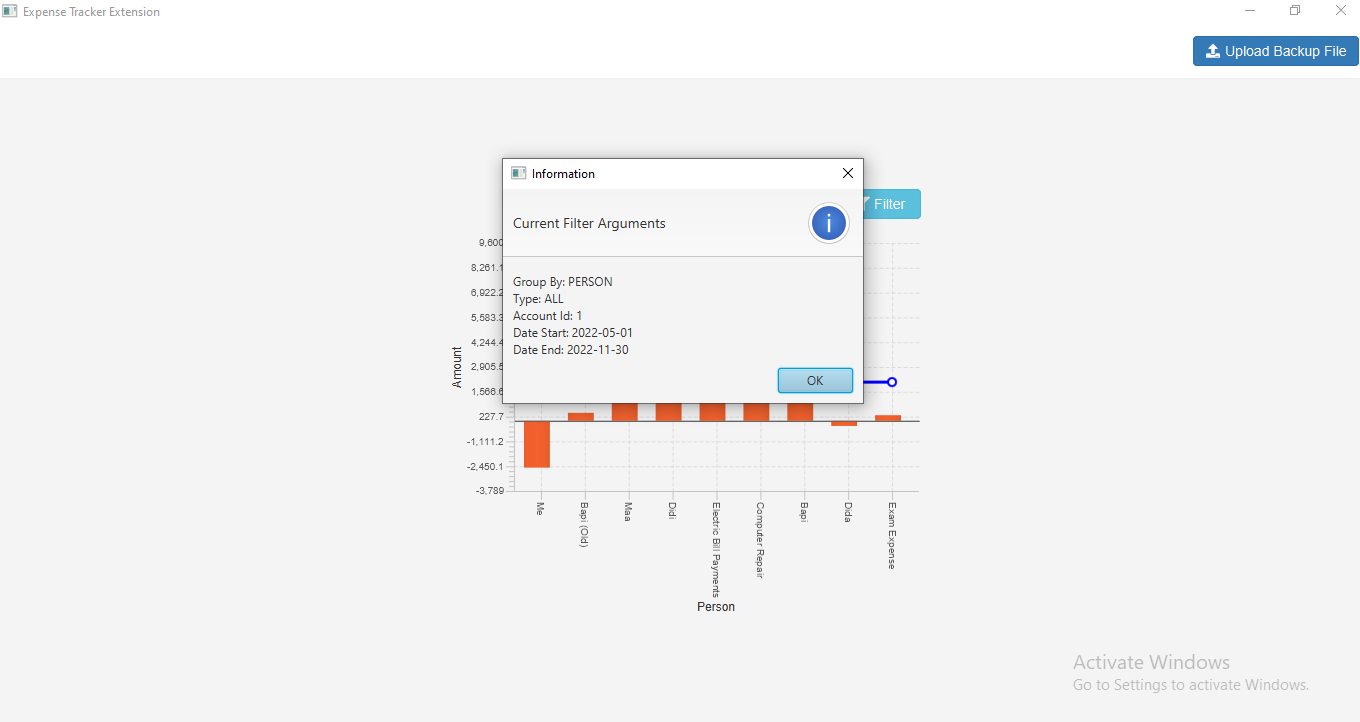 Expense Tracker Extension
Upload Backup File
Information
Current Filter Arguments
Filter
Group By: PERSON
Type: ALL
Account Id: 1
Date Start: 2022-05-01
Date End: 2022-11-30
OK
Amount
9,600
8,261.1
6,922.2
5,583.3
4,244.4
2,905.5
1,566.6
227.7
-1,111.2
-2,450.1
-3,789
Me
Bapi (Old)
Maa
Didi
Electric Bill Payments
Computer Repair
Bapi
Dida
Exam Expense
Person
Activate Windows
Go to Settings to activate Windows.